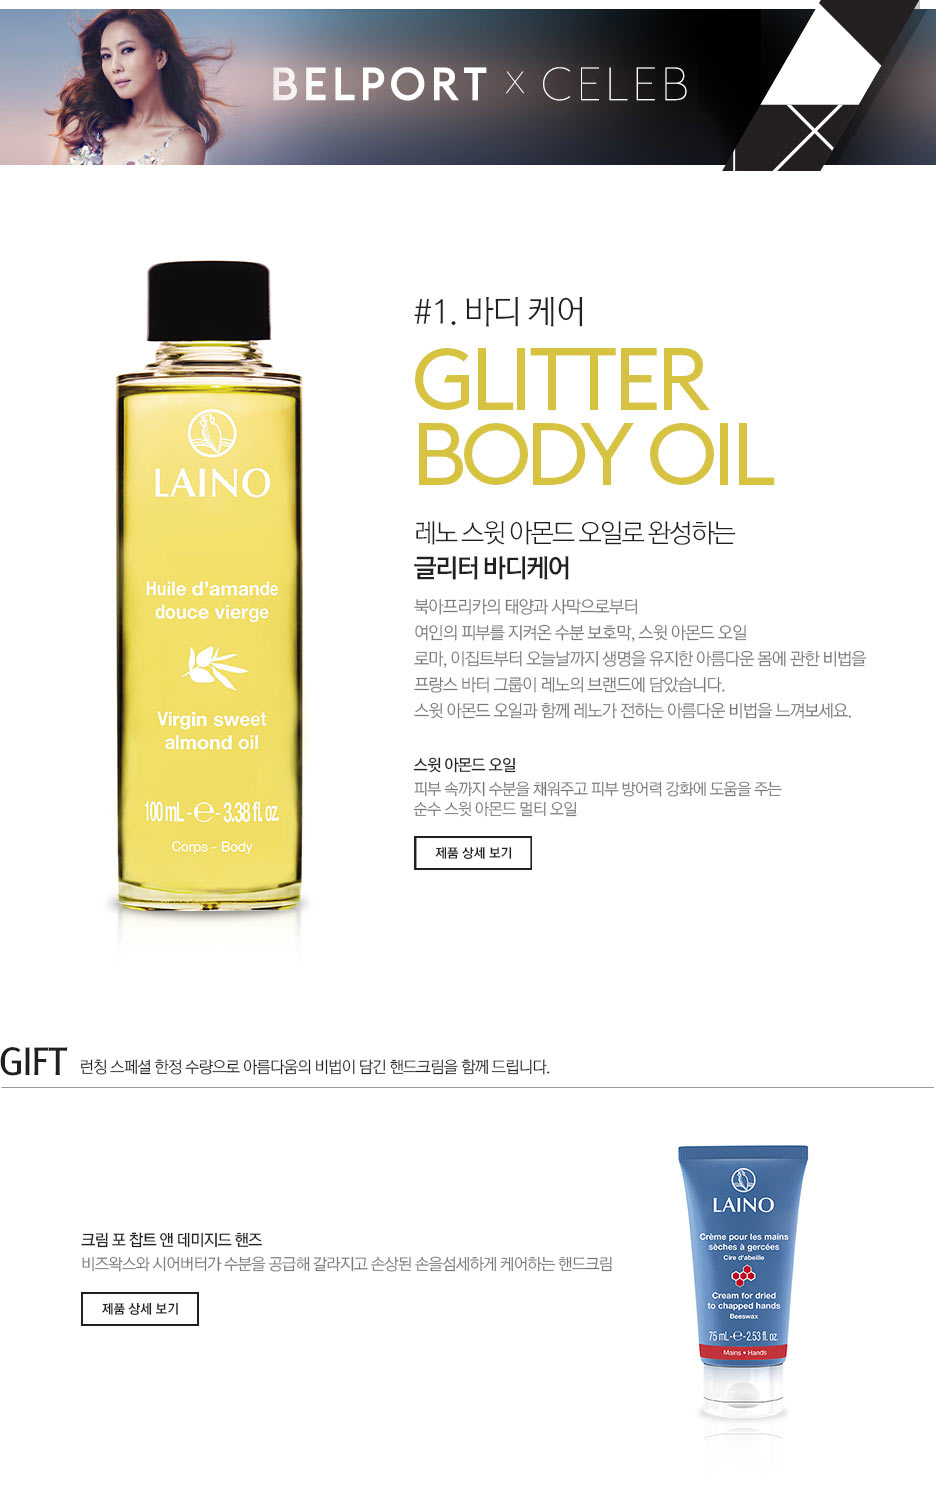 BELPORT x CELEB
#1. 바디 케어
GLITTER
BODY OIL
레노 스윗 아몬드 오일로 완성하는
글리터 바디케어
북아프리카의 태양과 사막으로부터
여인의 피부를 지켜온 수분 보호막, 스윗 아몬드 오일
로마, 이집트부터 오늘날까지 생명을 유지한 아름다운 몸에 관한 비법을
프랑스 바터 그룹이 레노의 브랜드에 담았습니다.
스윗 아몬드 오일과 함께 레노가 전하는 아름다운 비법을 느껴보세요.
스윗 아몬드 오일
피부 속까지 수분을 채워주고 피부 방어력 강화에 도움을 주는
순수 스윗 아몬드 멀티 오일
제품 상세 보기
LAINO
Huile d'amande
douce vierge
Virgin sweet
almond oil
100 mL - ℮ - 3.38 fl. oz.
Corps - Body
GIFT 런칭 스페셜 한정 수량으로 아름다움의 비법이 담긴 핸드크림을 함께 드립니다.
크림 포 찹트 앤 데미지드 핸즈
비즈왁스와 시어버터가 수분을 공급해 갈라지고 손상된 손을섬세하게 케어하는 핸드크림
제품 상세 보기
LAINO
Crème pour les mains
sèches à gercées
Cire d'abeille
Cream for dried
to chapped hands
Beeswax
75 mL-℮-2.53 fl. oz.
Mains • Hands